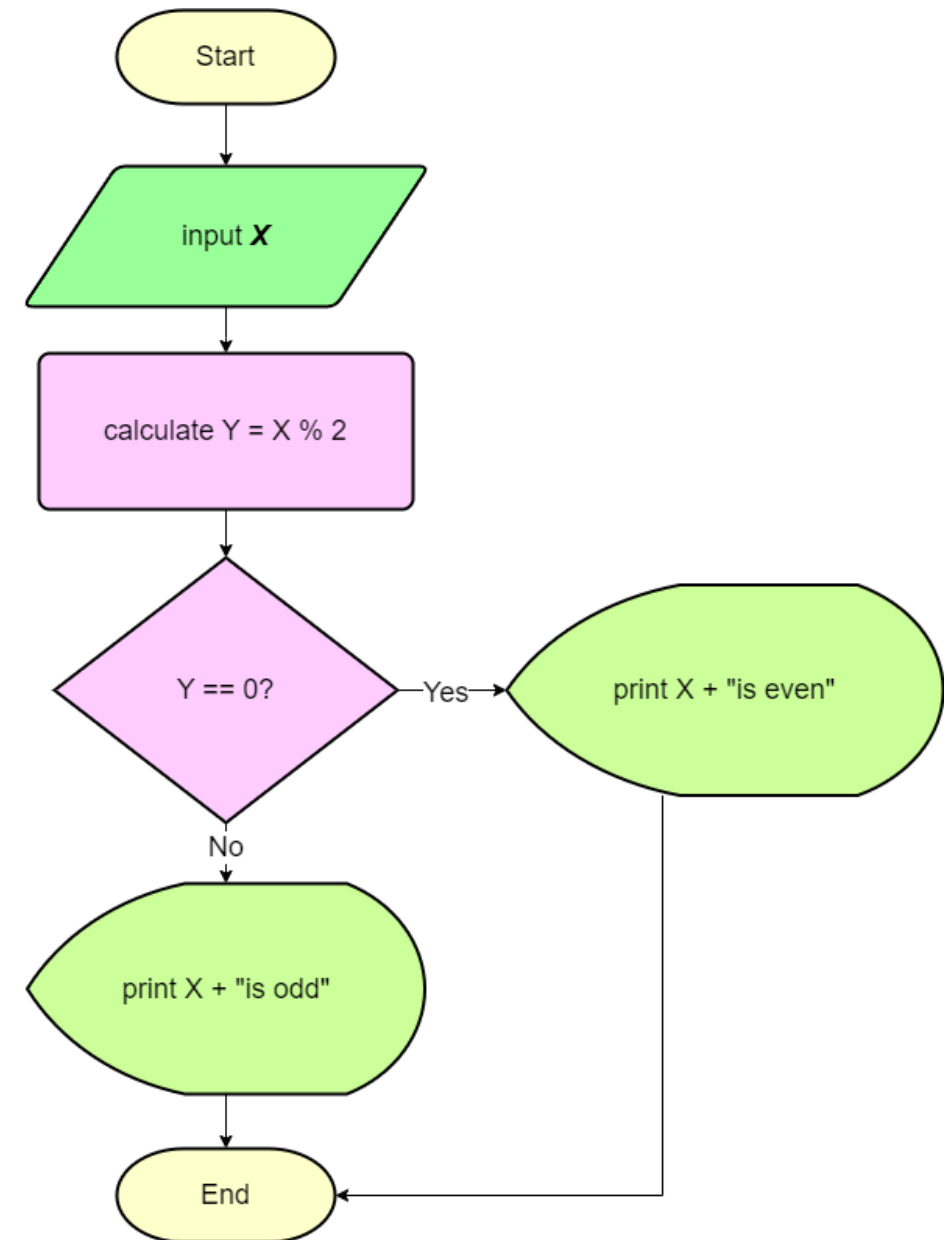 Start
input X
calculate Y = X % 2
Y == 0?
Yes
print X + "is even"
No
print X + "is odd"
End